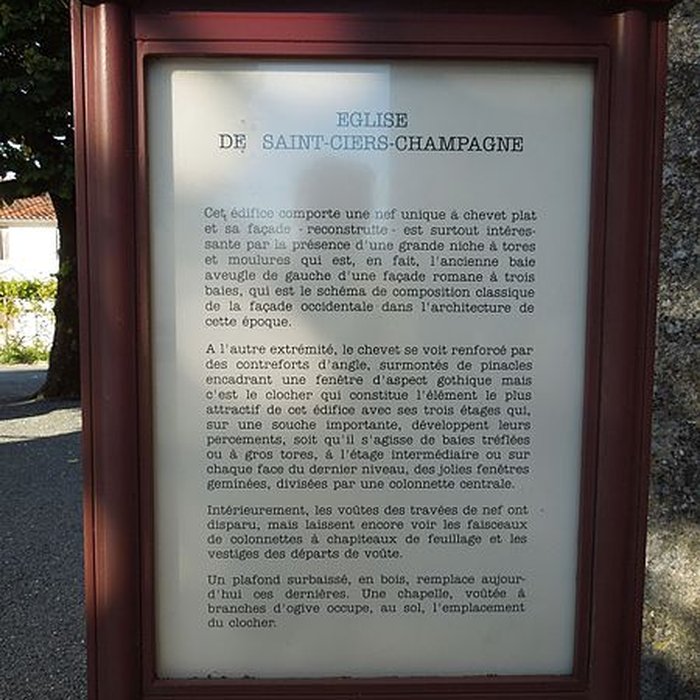 EGLISE
DE SAINT-CIERS-CHAMPAGNE
Cet édifice comporte une nef unique à chevet plat
et sa façade - reconstruite - est surtout intéres-
sante par la présence d'une grande niche à tores
et moulures qui est, en fait, l'ancienne baie
aveugle de gauche d'une façade romane à trois
baies, qui est le schéma de composition classique
de la façade occidentale dans l'architecture de
cette époque.
A l'autre extrémité, le chevet se voit renforcé par
des contreforts d'angle, surmontés de pinacles
encadrant une fenêtre d'aspect gothique mais
c'est le clocher qui constitue l'élément le plus
attractif de cet édifice avec ses trois étages qui,
sur une souche importante, développent leurs
percements, soit qu'il s'agisse de baies tréflées
ou à gros tores, à l'étage intermédiaire ou sur
chaque face du dernier niveau, des jolies fenêtres
geminées, divisées par une colonnette centrale.
Intérieurement, les voûtes des travées de nef ont
disparu, mais laissent encore voir les faisceaux
de colonnettes à chapiteaux de feuillage et les
vestiges des départs de voûte.
Un plafond surbaissé, en bois, remplace aujour-
d'hui ces dernières. Une chapelle, voûtée à
branches d'ogive occupe, au sol, l'emplacement
du clocher.